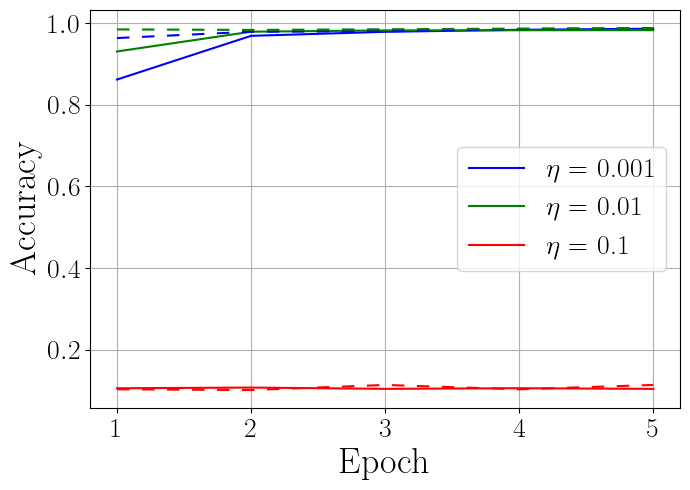 1.0
0.8
0.6
0.4
0.2
Accuracy
η = 0.001
η = 0.01
η = 0.1
1 2 3 4 5
Epoch